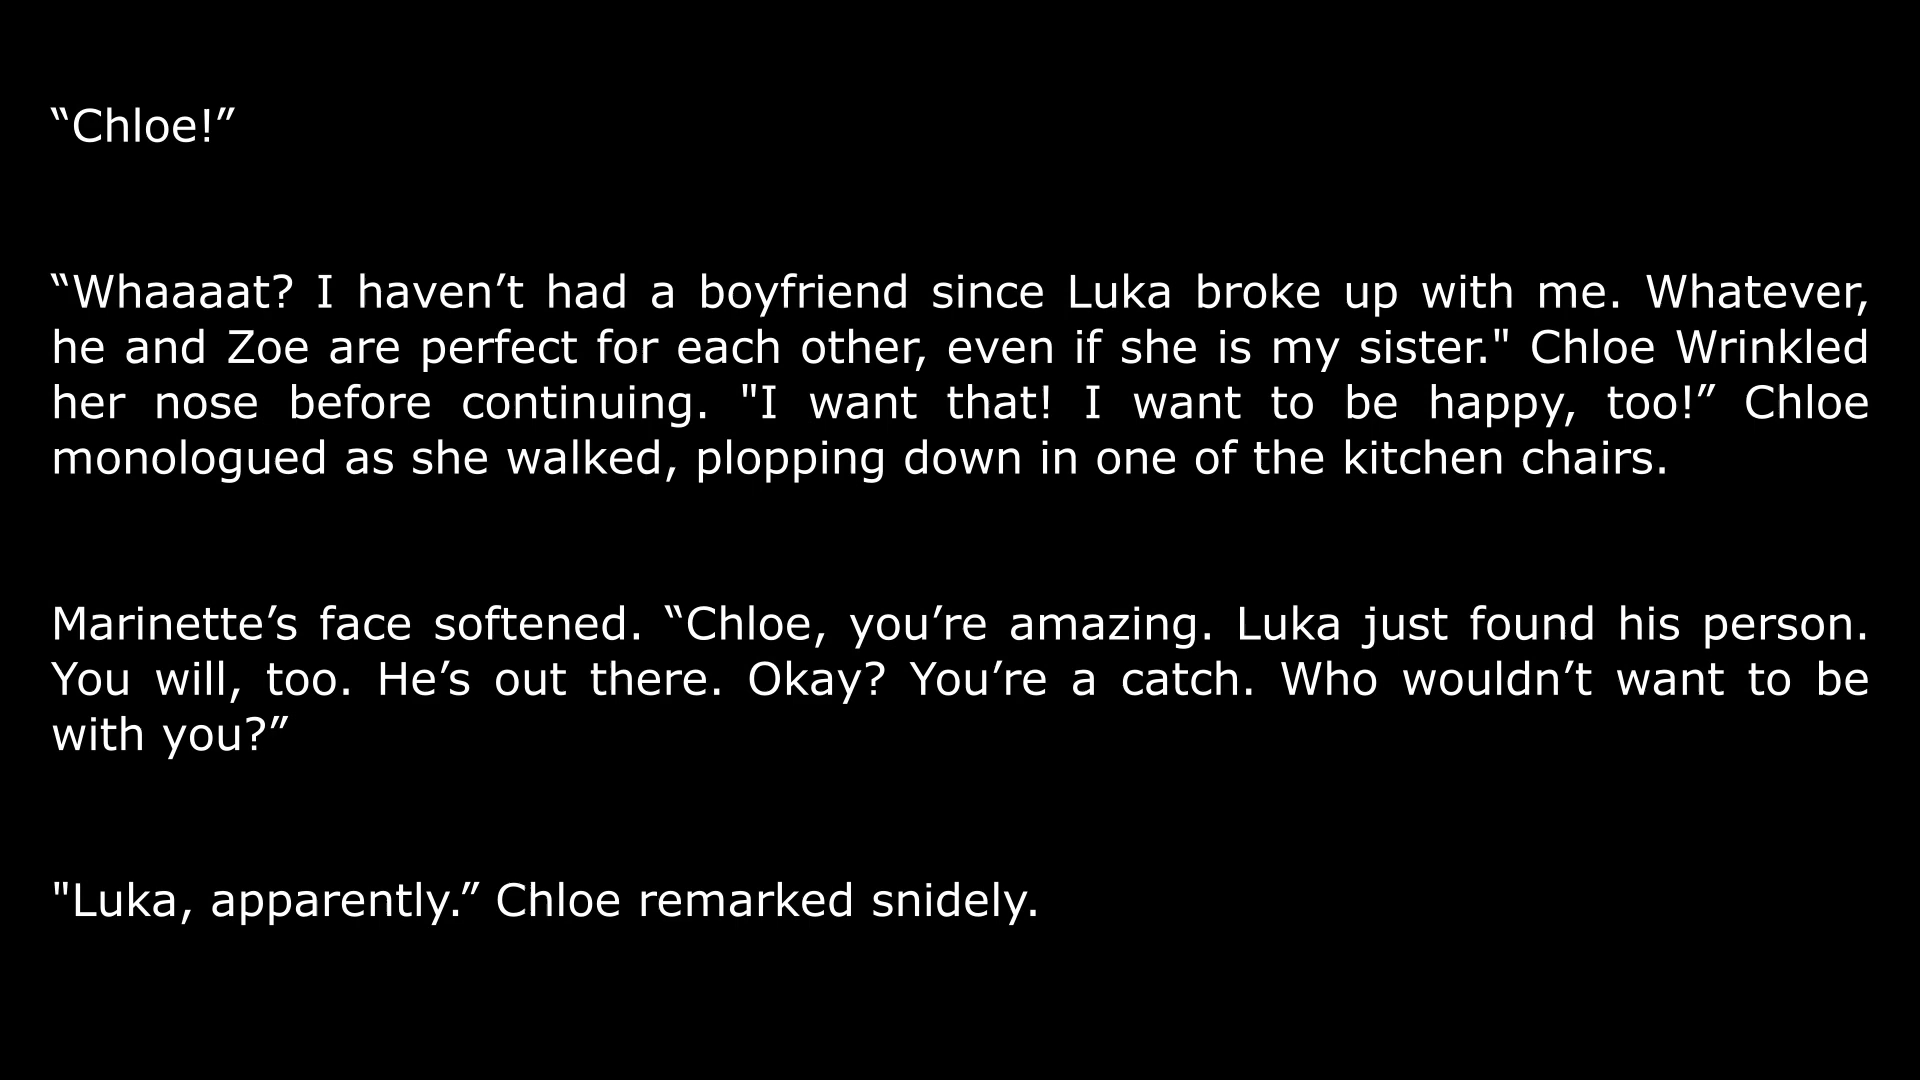 “Chloe!”
“Whaaaat? I haven’t had a boyfriend since Luka broke up with me. Whatever,
he and Zoe are perfect for each other, even if she is my sister." Chloe Wrinkled
her nose before continuing. "I want that! I want to be happy, too!” Chloe
monologued as she walked, plopping down in one of the kitchen chairs.
Marinette’s face softened. “Chloe, you’re amazing. Luka just found his person.
You will, too. He’s out there. Okay? You’re a catch. Who wouldn’t want to be
with you?”
"Luka, apparently.” Chloe remarked snidely.